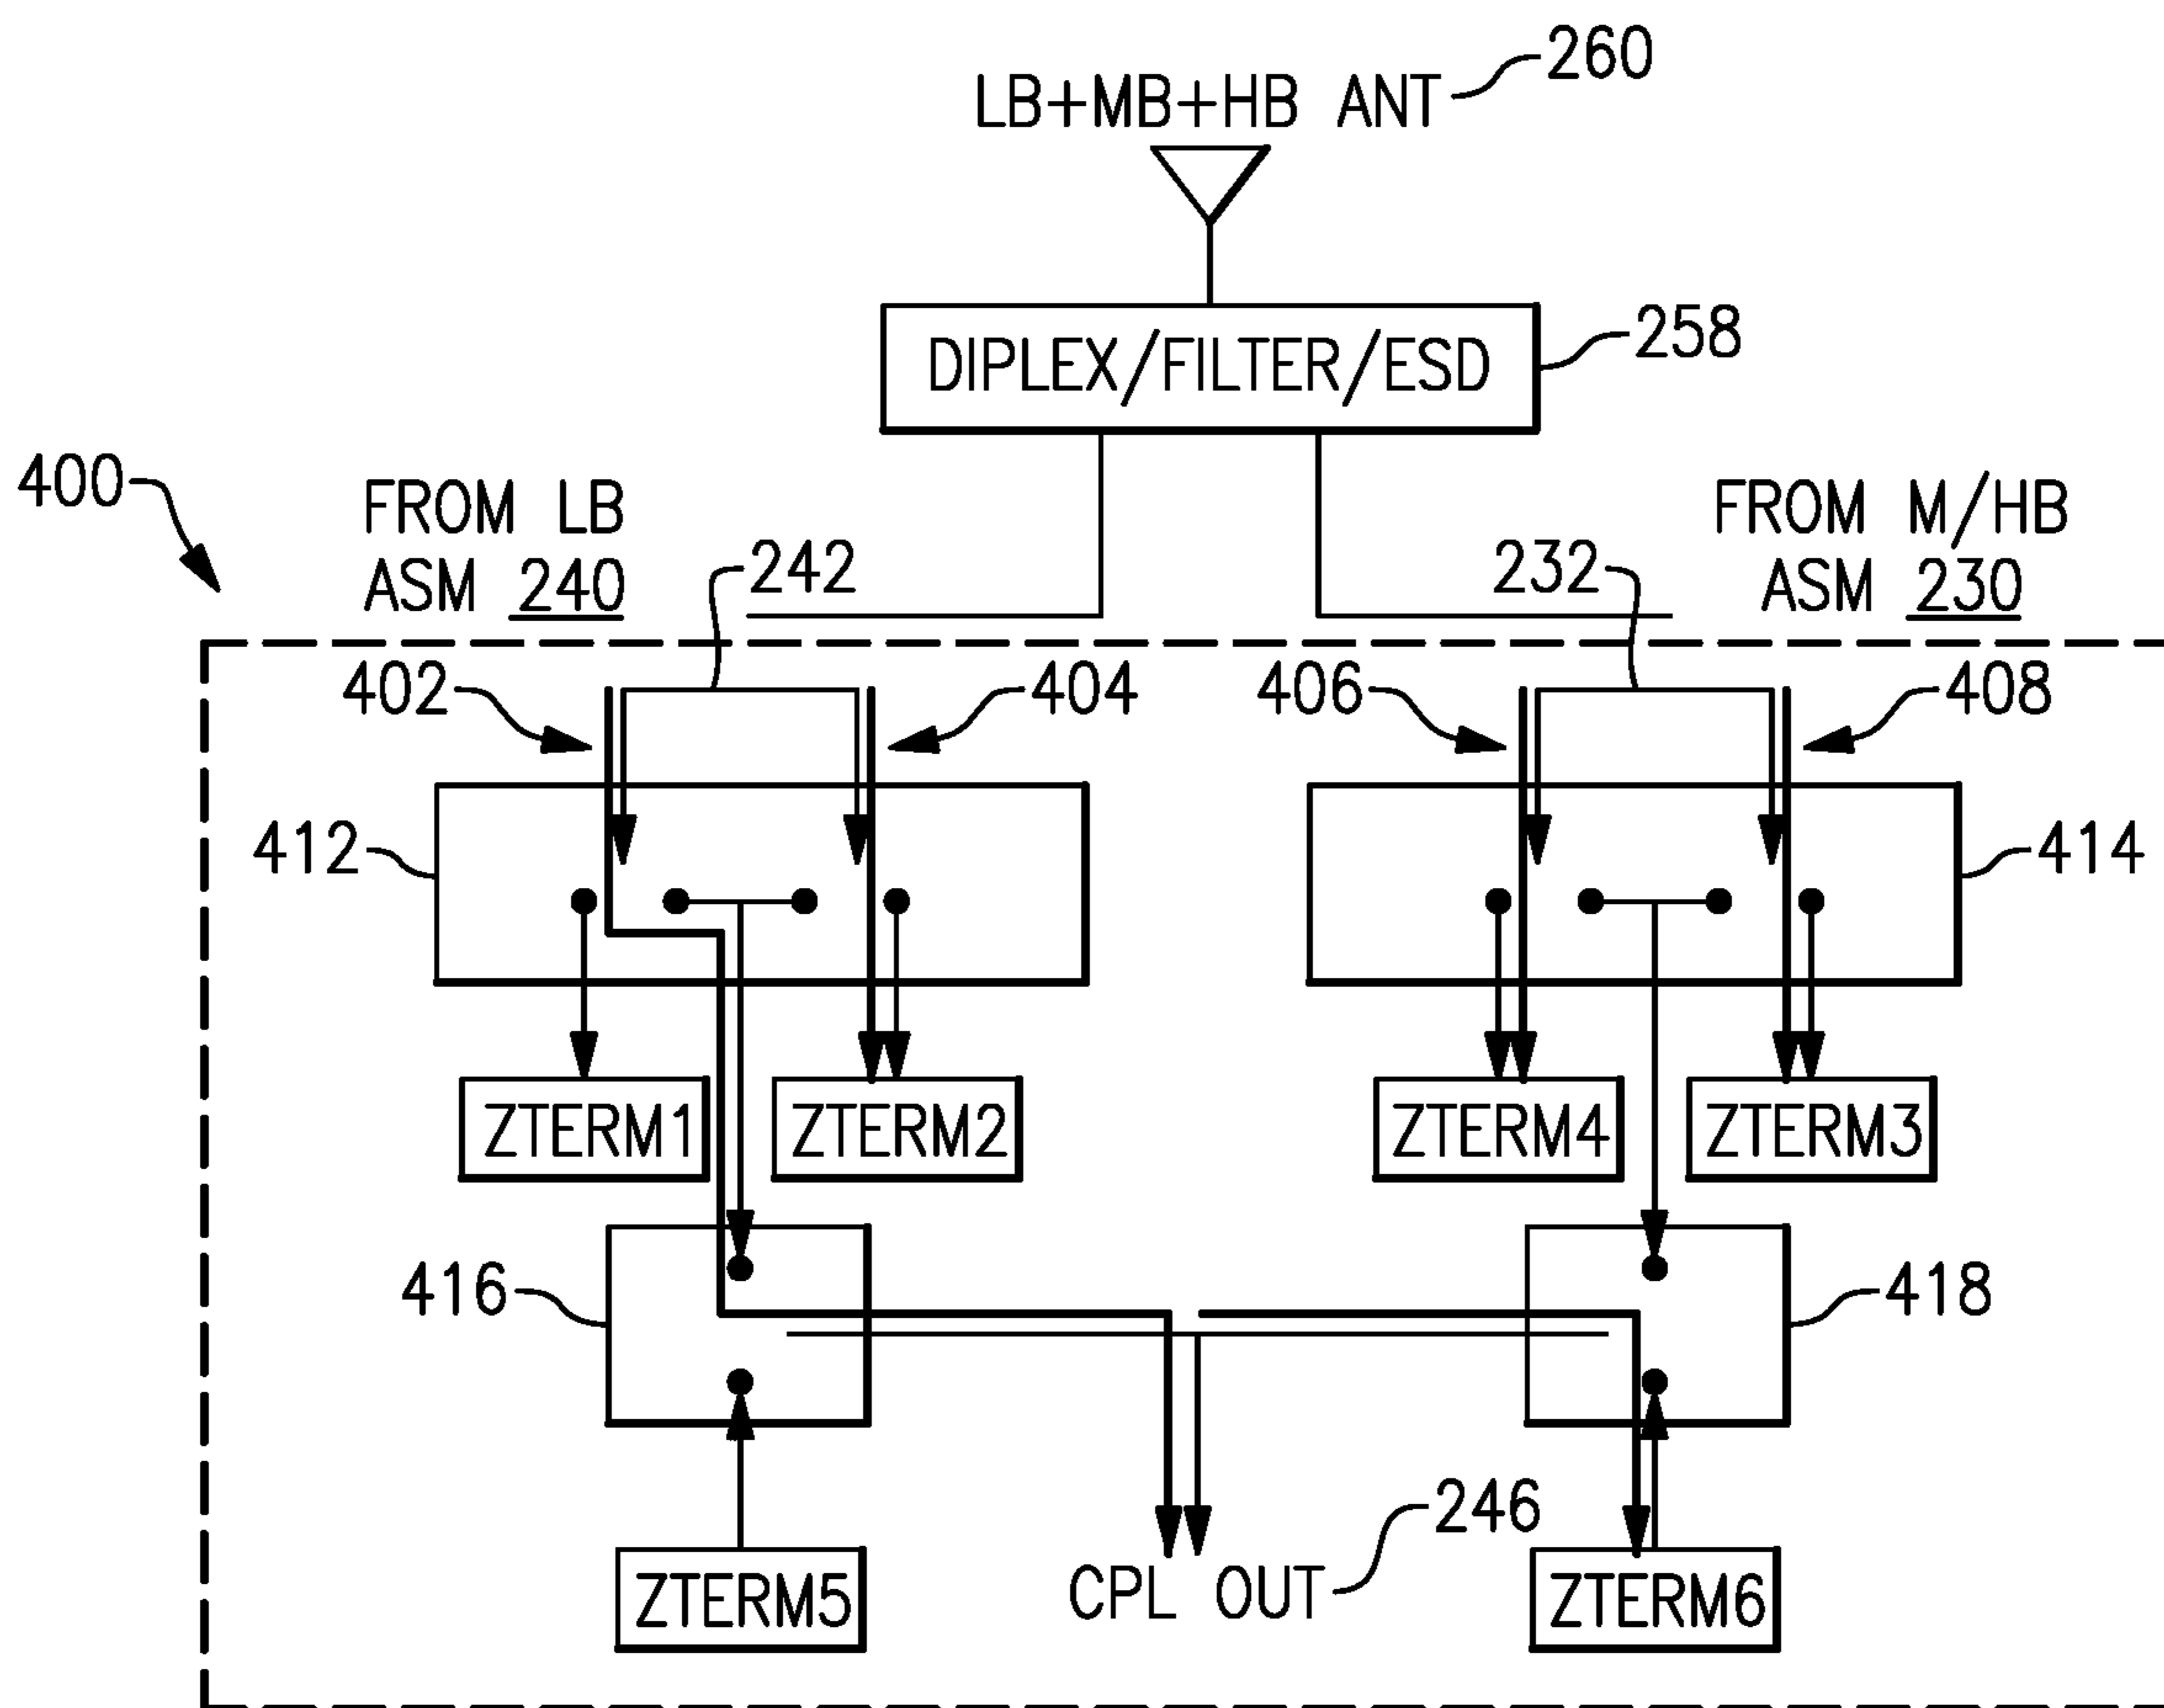 260
LB+MB+HB ANT
258
DIPLEX/FILTER/ESD
400
FROM LB
ASM 240
242
232
FROM M/HB
ASM 230
402
404
406
408
412
414
ZTERM1
ZTERM2
ZTERM4
ZTERM3
416
418
246
ZTERM5
CPL OUT
ZTERM6